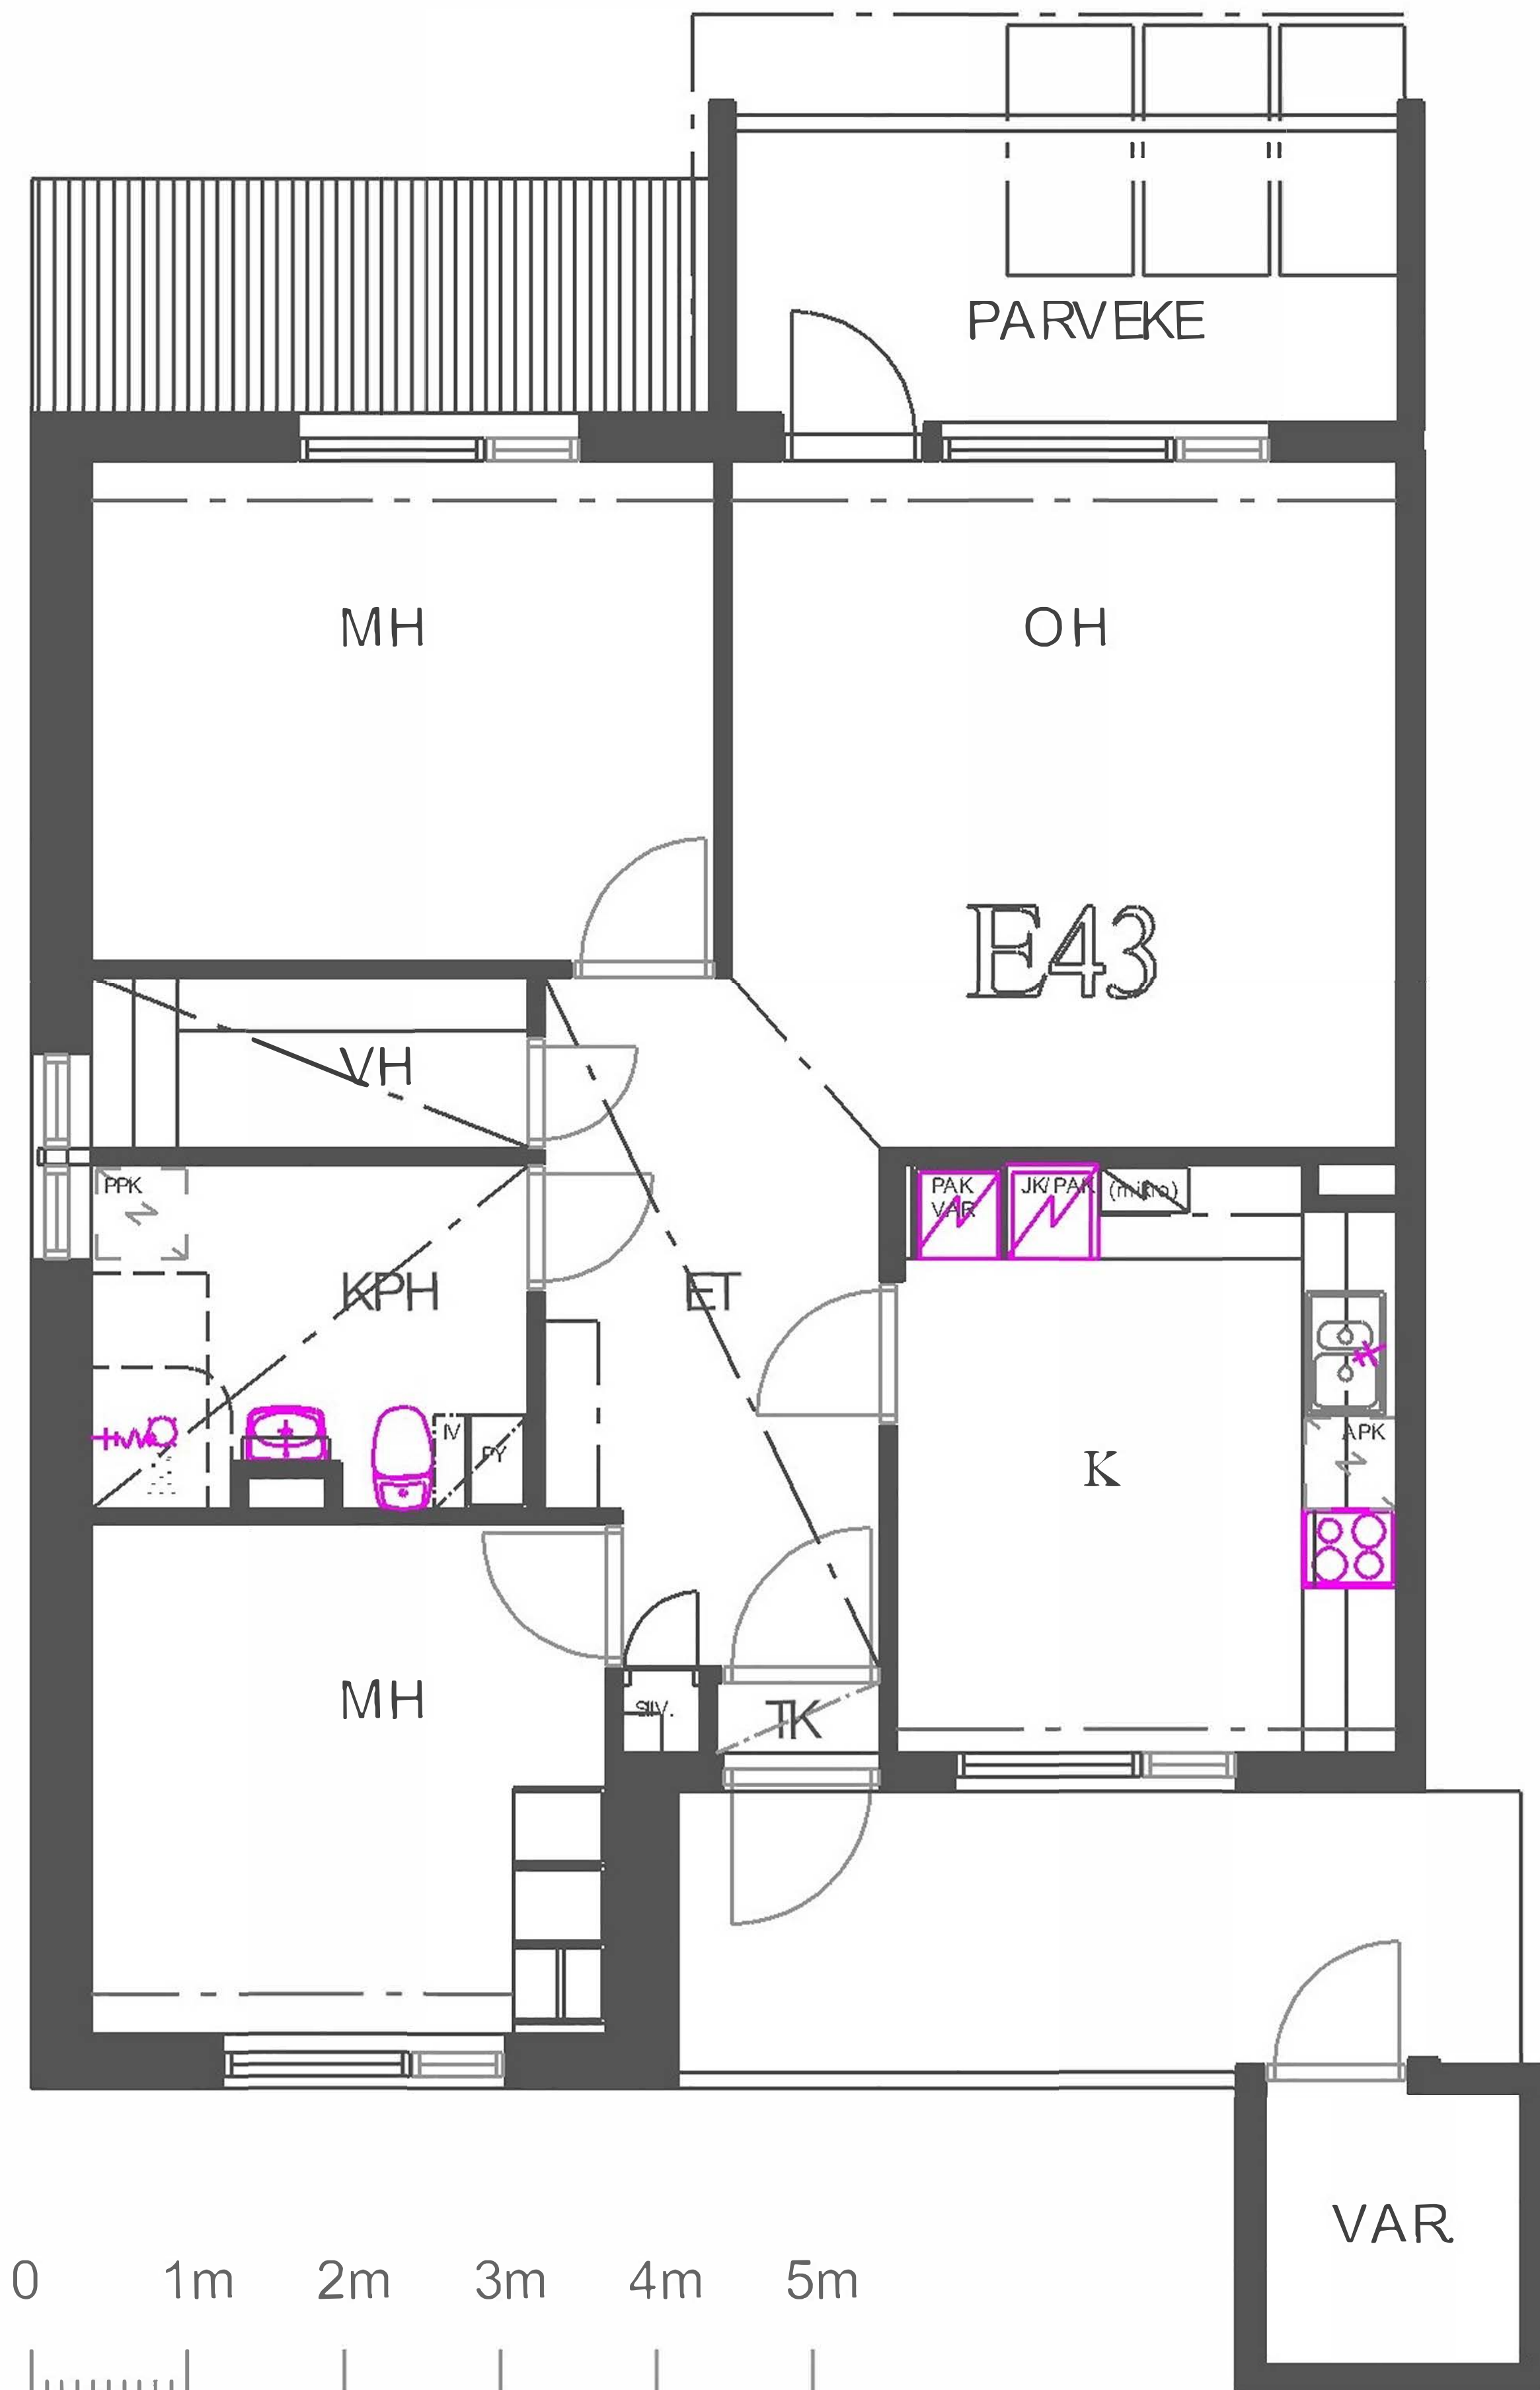 PARVEKE
MH
OH
E43
VH
PPK
PAK
VAR
JK/PAK
(mikro)
KPH
ET
IV
PY
K
APK
MH
SIIV.
TK
VAR
0 1m 2m 3m 4m 5m